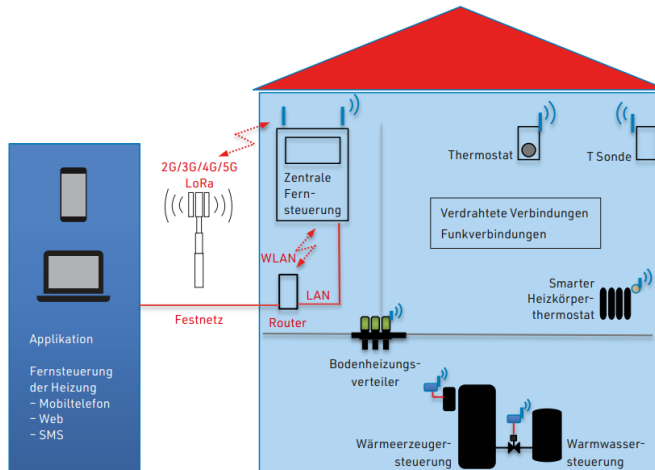 2G/3G/4G/5G
LoRa
Zentrale
Fern-
steuerung
Thermostat
T Sonde
Verdrahtete Verbindungen
Funkverbindungen
WLAN
LAN
Festnetz
Router
Smarter
Heizkörper-
thermostat
Applikation
Fernsteuerung
der Heizung
– Mobiltelefon
– Web
– SMS
Bodenheizungs-
verteiler
Wärmeerzeuger-
steuerung
Warmwasser-
steuerung